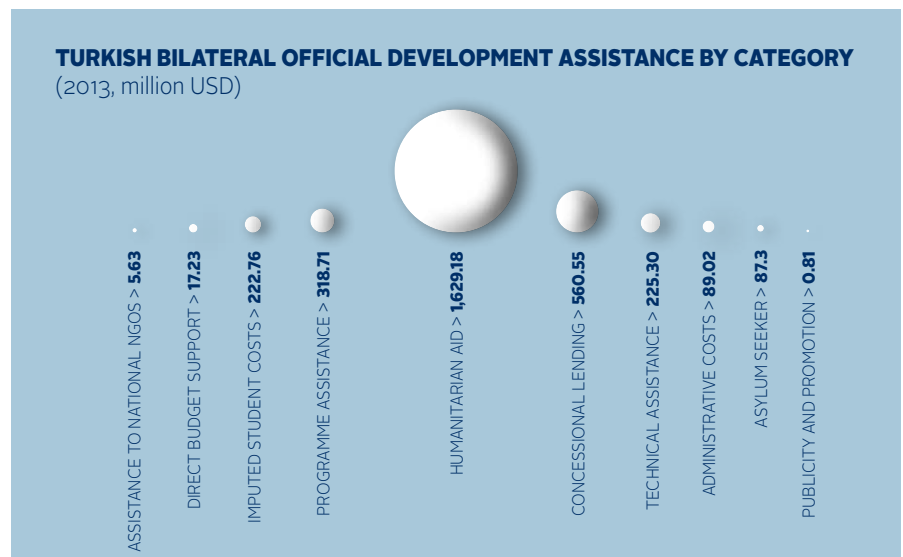 TURKISH BILATERAL OFFICIAL DEVELOPMENT ASSISTANCE BY CATEGORY
(2013, million USD)
ASSISTANCE TO NATIONAL NGOS > 5.63
DIRECT BUDGET SUPPORT > 17.23
IMPUTED STUDENT COSTS > 222.76
PROGRAMME ASSISTANCE > 318.71
HUMANITARIAN AID > 1,629.18
CONCESSIONAL LENDING > 560.55
TECHNICAL ASSISTANCE > 225.30
ADMINISTRATIVE COSTS > 89.02
ASYLUM SEEKER > 87.3
PUBLICITY AND PROMOTION > 0.81